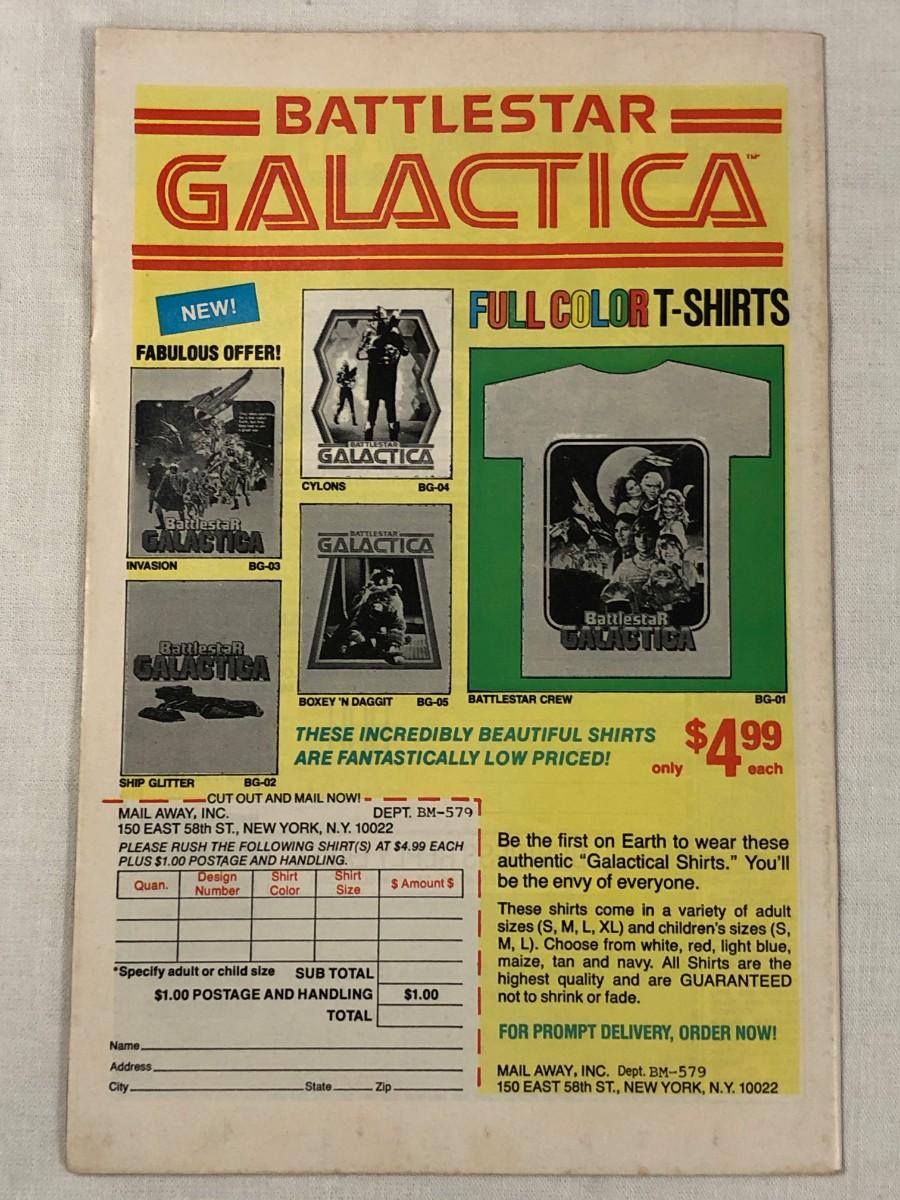 BATTLESTAR
GALACTICA™
NEW!
FABULOUS OFFER!
BattlestaR
GALACTICA
INVASION BG-03
BATTLESTAR
GALACTICA
CYLONS BG-04
FULL COLOR T-SHIRTS
BattlestaR
GALACTICA
SHIP GLITTER BG-02
BATTLESTAR
GALACTICA
BOXEY 'N DAGGIT BG-05
BattlestaR
GALACTICA
BATTLESTAR CREW BG-01
THESE INCREDIBLY BEAUTIFUL SHIRTS
ARE FANTASTICALLY LOW PRICED!
only $4.99 each
CUT OUT AND MAIL NOW!
MAIL AWAY, INC. DEPT. BM-579
150 EAST 58th ST., NEW YORK, N.Y. 10022
PLEASE RUSH THE FOLLOWING SHIRT(S) AT $4.99 EACH
PLUS $1.00 POSTAGE AND HANDLING.
Quan. Design Number Shirt Color Shirt Size $ Amount $
*Specify adult or child size SUB TOTAL
$1.00 POSTAGE AND HANDLING $1.00
TOTAL
Name
Address
City State Zip
Be the first on Earth to wear these
authentic “Galactical Shirts.” You’ll
be the envy of everyone.
These shirts come in a variety of adult
sizes (S, M, L, XL) and children’s sizes (S,
M, L). Choose from white, red, light blue,
maize, tan and navy. All Shirts are the
highest quality and are GUARANTEED
not to shrink or fade.
FOR PROMPT DELIVERY, ORDER NOW!
MAIL AWAY, INC. Dept. BM-579
150 EAST 58th ST., NEW YORK, N.Y. 10022